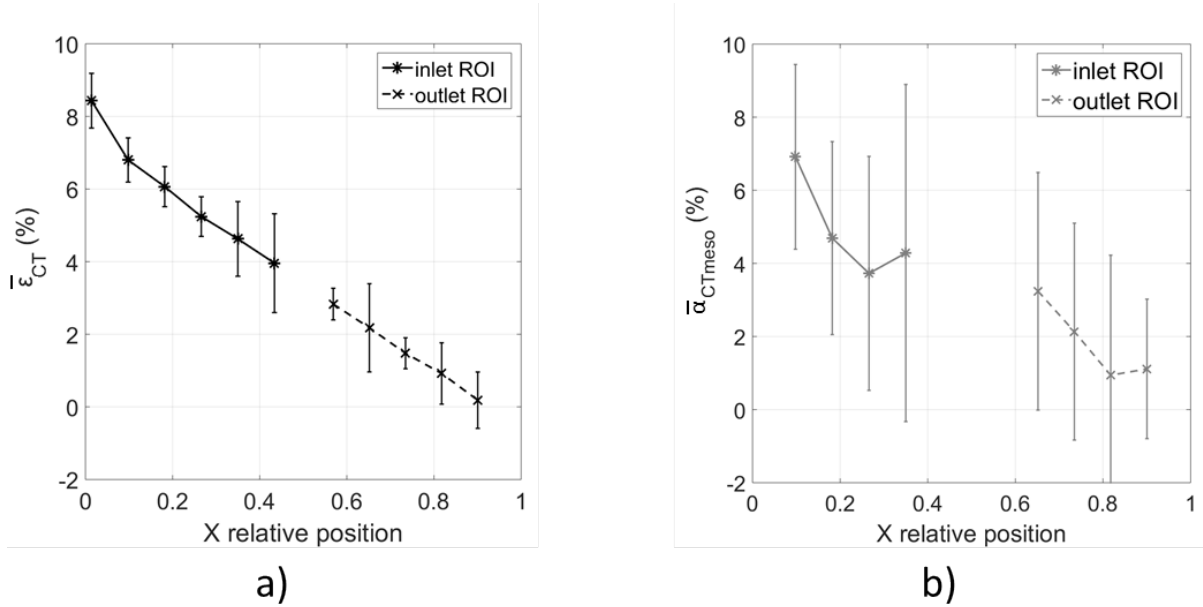 10
8
6
4
2
0
-2
ε̅CT (%)
inlet ROI
outlet ROI
0 0.2 0.4 0.6 0.8 1
X relative position
a)
10
8
6
4
2
0
-2
α̅CTmeso (%)
inlet ROI
outlet ROI
0 0.2 0.4 0.6 0.8 1
X relative position
b)